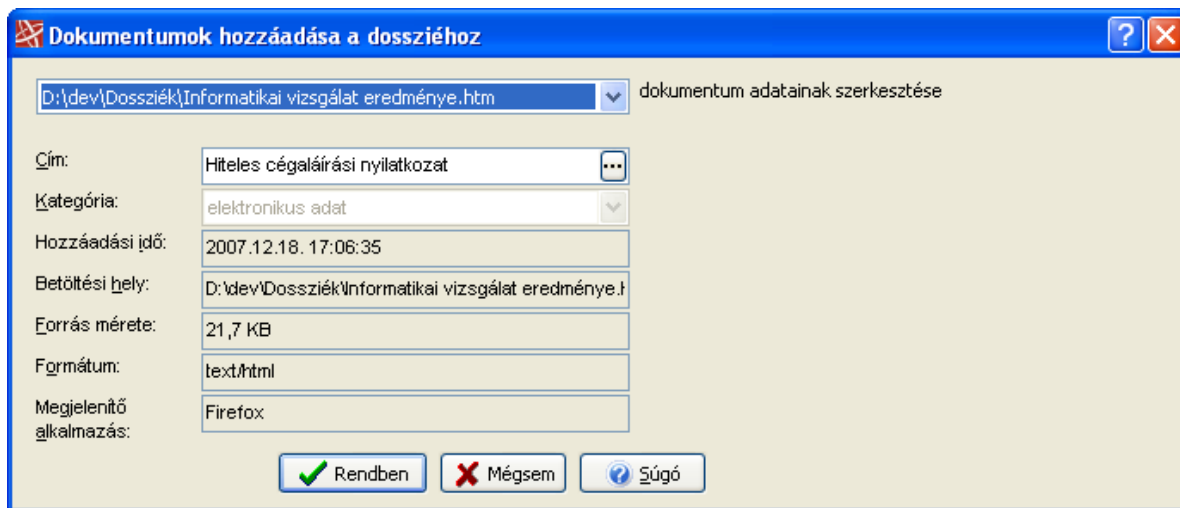 Dokumentumok hozzáadása a dossziéhoz
D:\dev\Dossziék\Informatikai vizsgálat eredménye.htm dokumentum adatainak szerkesztése
Cím: Hiteles cégaláírási nyilatkozat ...
Kategória: elektronikus adat
Hozzáadási idő: 2007.12.18. 17:06:35
Betöltési hely: D:\dev\Dossziék\Informatikai vizsgálat eredménye.h
Forrás mérete: 21,7 KB
Formátum: text/html
Megjelenítő
alkalmazás: Firefox
Rendben Mégsem ? Súgó